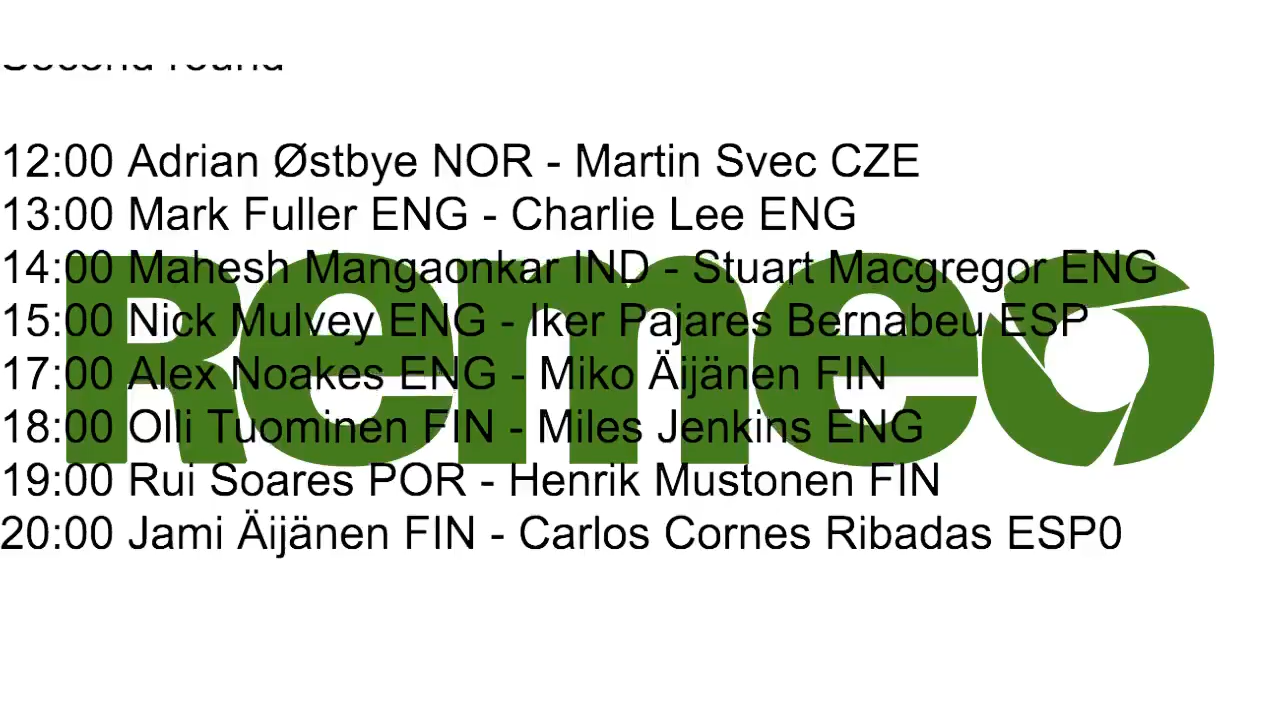 Second round
12:00 Adrian Østbye NOR - Martin Svec CZE
13:00 Mark Fuller ENG - Charlie Lee ENG
14:00 Mahesh Mangaonkar IND - Stuart Macgregor ENG
15:00 Nick Mulvey ENG - Iker Pajares Bernabeu ESP
17:00 Alex Noakes ENG - Miko Äijänen FIN
18:00 Olli Tuominen FIN - Miles Jenkins ENG
19:00 Rui Soares POR - Henrik Mustonen FIN
20:00 Jami Äijänen FIN - Carlos Cornes Ribadas ESP0
Remeo